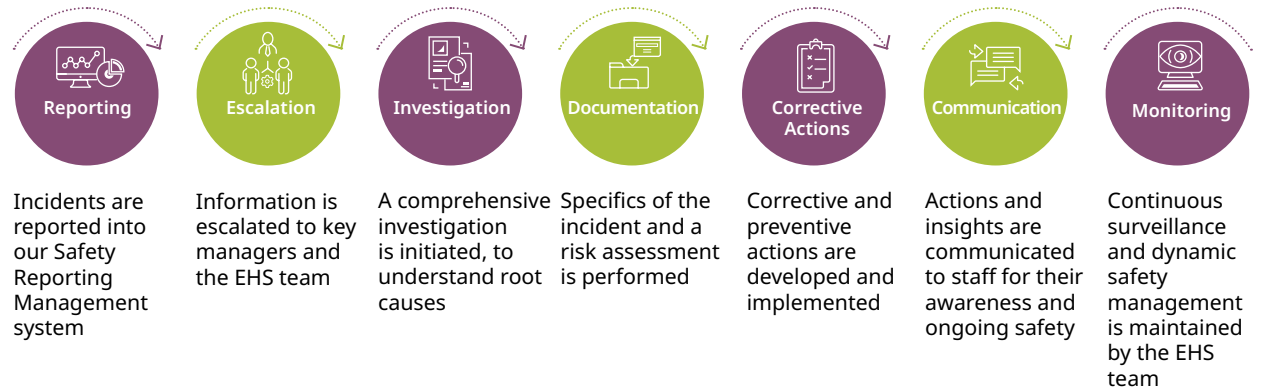 Reporting
Incidents are
reported into
our Safety
Reporting
Management
system
Escalation
Information is
escalated to key
managers and
the EHS team
Investigation
A comprehensive
investigation
is initiated, to
understand root
causes
Documentation
Specifics of the
incident and a
risk assessment
is performed
Corrective
Actions
Corrective and
preventive
actions are
developed and
implemented
Communication
Actions and
insights are
communicated
to staff for their
awareness and
ongoing safety
Monitoring
Continuous
surveillance
and dynamic
safety
management
is maintained
by the EHS
team